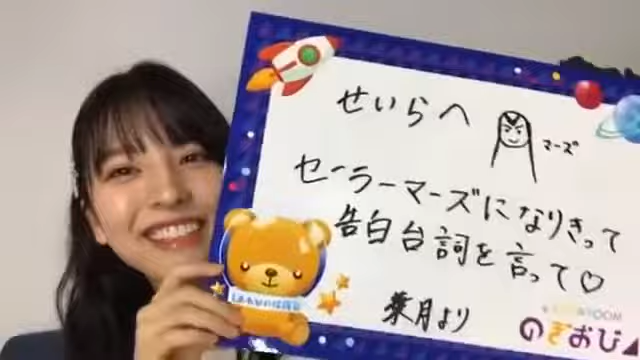 せいらへ
マーズ
セーラーマーズになりきって
告白台詞を言って♡
葉月より
のぎおび